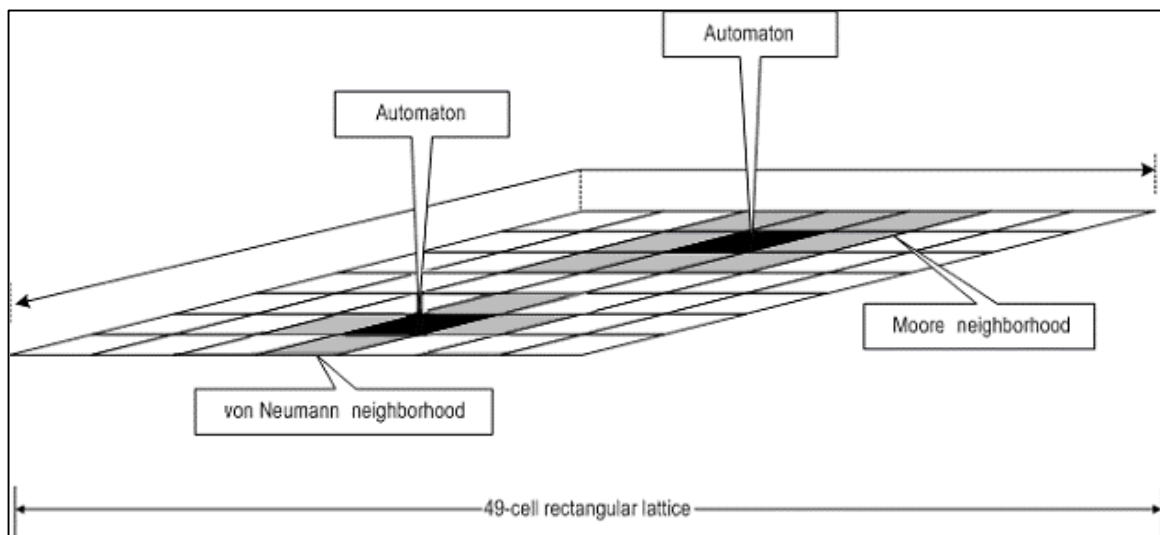 Automaton
Automaton
Moore neighborhood
von Neumann neighborhood
49-cell rectangular lattice